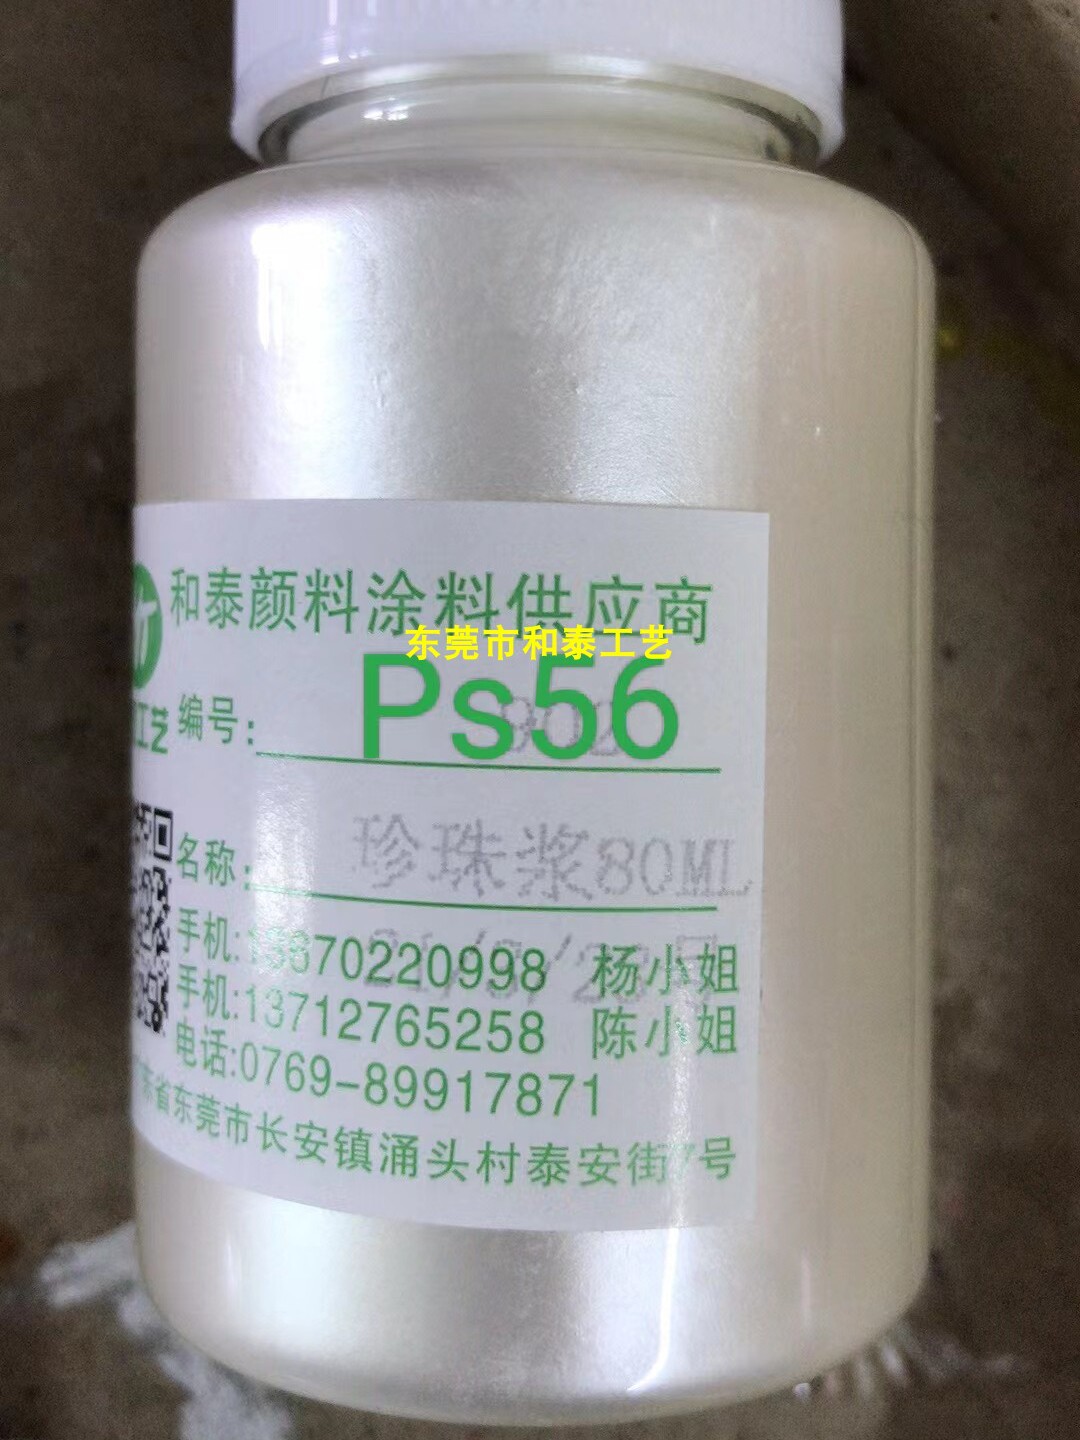 和泰颜料涂料供应商
东莞市和泰工艺
工艺
编号: Ps56
名称: 珍珠浆80ML
手机:13870220998 杨小姐
手机:13712765258 陈小姐
电话:0769-89917871
东省东莞市长安镇涌头村泰安街7号